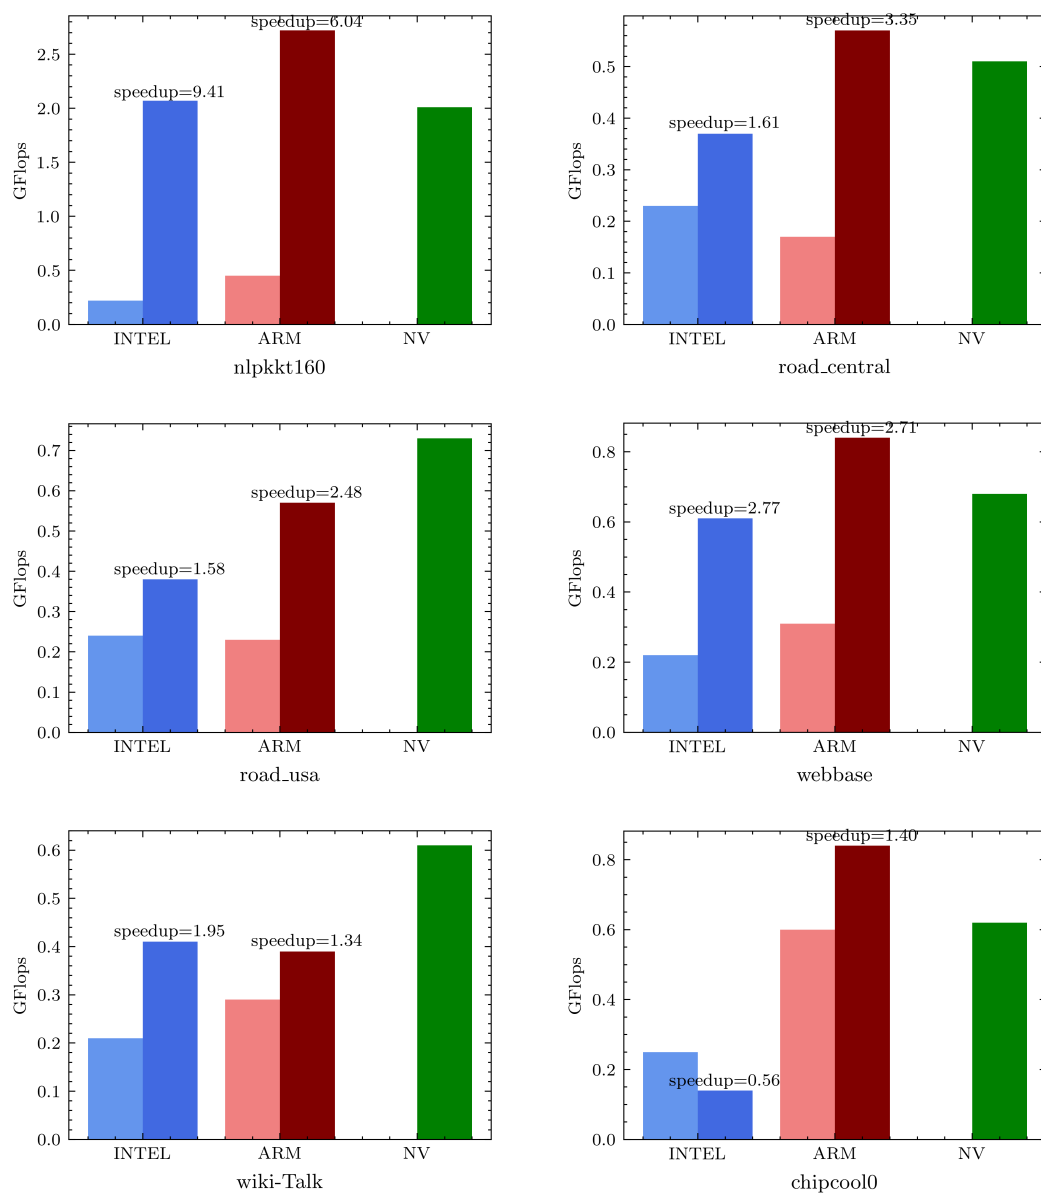 speedup=6.04
2.5
speedup=9.41
2.0
1.5
GFlops
1.0
0.5
0.0
INTEL ARM NV
nlpkkt160
speedup=3.35
0.5
speedup=1.61
0.4
0.3
GFlops
0.2
0.1
0.0
INTEL ARM NV
road_central
0.7
speedup=2.48
0.6
0.5
speedup=1.58
0.4
GFlops
0.3
0.2
0.1
0.0
INTEL ARM NV
road_usa
speedup=2.71
0.8
speedup=2.77
0.6
GFlops
0.4
0.2
0.0
INTEL ARM NV
webbase
0.6
0.5
speedup=1.95
speedup=1.34
0.4
0.3
GFlops
0.2
0.1
0.0
INTEL ARM NV
wiki-Talk
speedup=1.40
0.8
0.6
GFlops
0.4
0.2
speedup=0.56
0.0
INTEL ARM NV
chipcool0